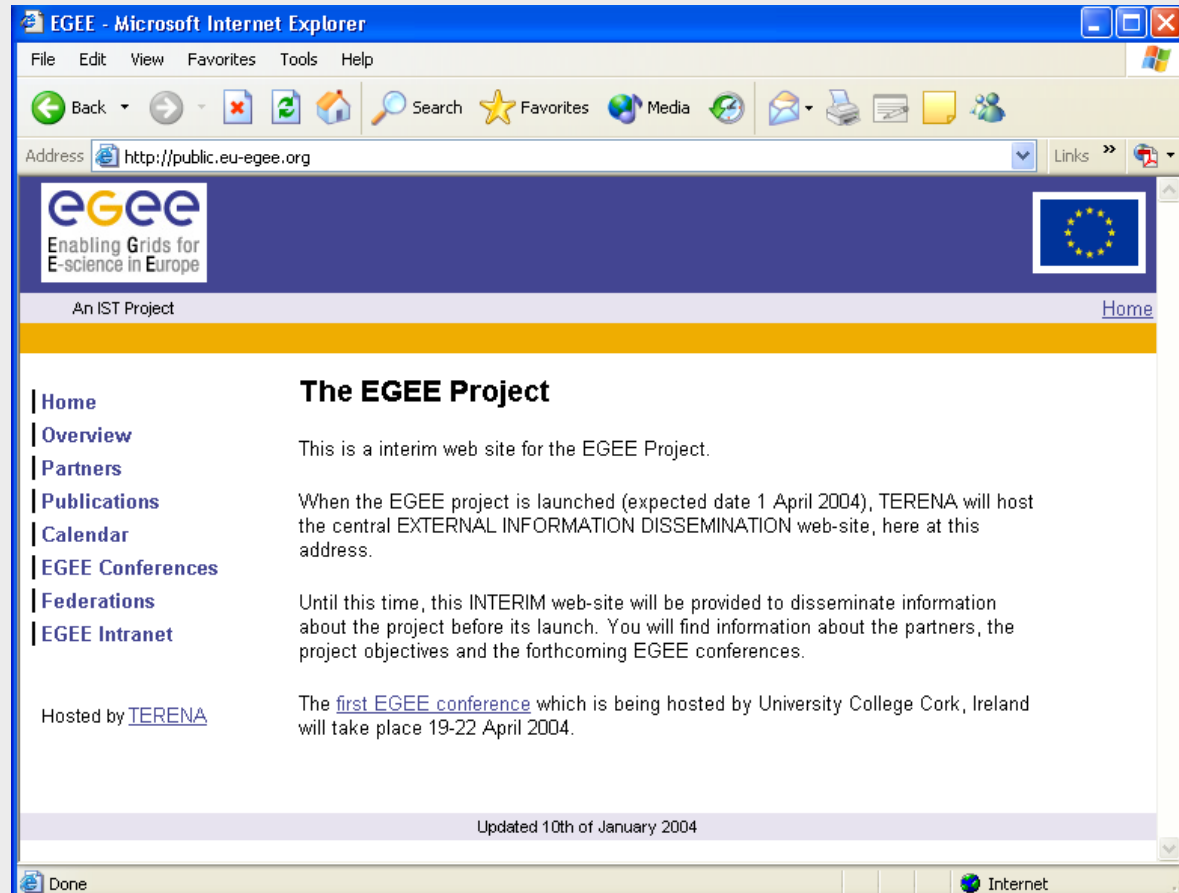 EGEE - Microsoft Internet Explorer
File Edit View Favorites Tools Help
Back Search Favorites Media
Address http://public.eu-egee.org Links »
eGee
Enabling Grids for
E-science in Europe
An IST Project Home
Home
Overview
Partners
Publications
Calendar
EGEE Conferences
Federations
EGEE Intranet
Hosted by TERENA
The EGEE Project
This is a interim web site for the EGEE Project.
When the EGEE project is launched (expected date 1 April 2004), TERENA will host
the central EXTERNAL INFORMATION DISSEMINATION web-site, here at this
address.
Until this time, this INTERIM web-site will be provided to disseminate information
about the project before its launch. You will find information about the partners, the
project objectives and the forthcoming EGEE conferences.
The first EGEE conference which is being hosted by University College Cork, Ireland
will take place 19-22 April 2004.
Updated 10th of January 2004
Done Internet